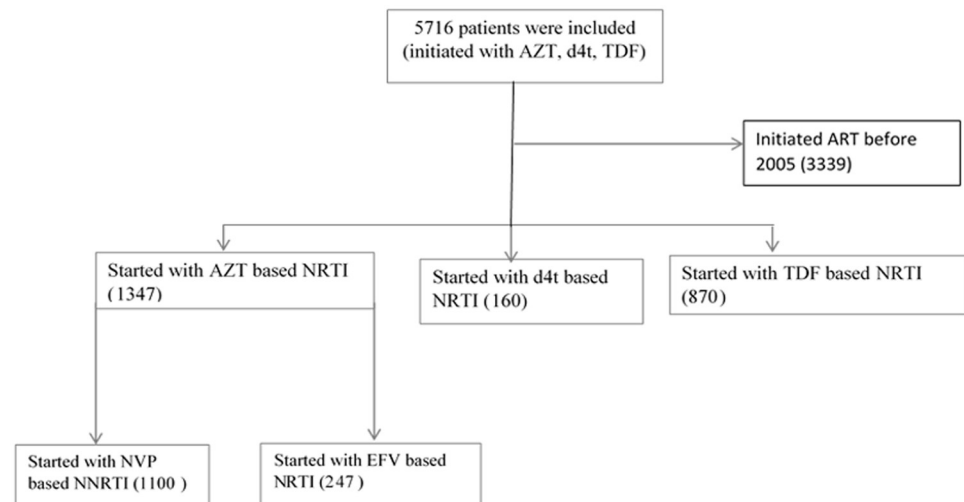 5716 patients were included
(initiated with AZT, d4t, TDF)
Initiated ART before
2005 (3339)
Started with AZT based NRTI
(1347)
Started with d4t based
NRTI (160)
Started with TDF based NRTI
(870)
Started with NVP
based NNRTI (1100 )
Started with EFV based
NRTI (247)